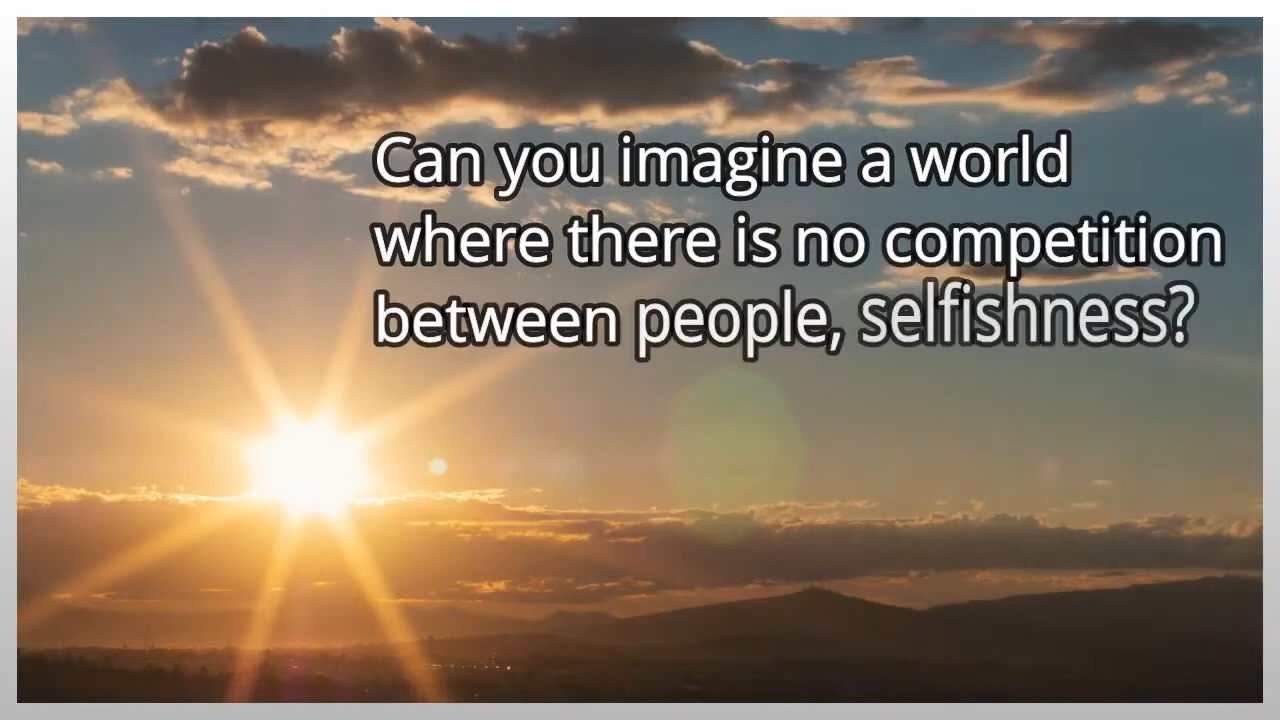 Can you imagine a world
where there is no competition
between people, selfishness?